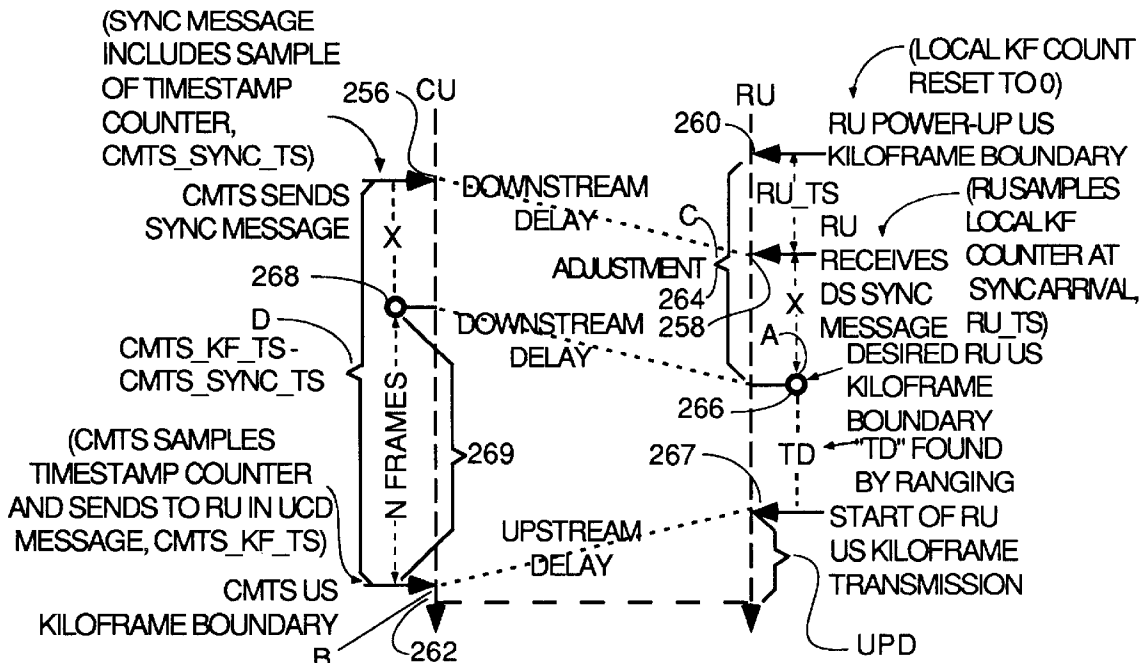 (SYNC MESSAGE
INCLUDES SAMPLE
OF TIMESTAMP
COUNTER,
CMTS_SYNC_TS)
CMTS SENDS
SYNC MESSAGE
256
CU
DOWNSTREAM
DELAY
X
268
D
CMTS_KF_TS -
CMTS_SYNC_TS
DOWNSTREAM
DELAY
N FRAMES
269
(CMTS SAMPLES
TIMESTAMP COUNTER
AND SENDS TO RU IN UCD
MESSAGE, CMTS_KF_TS)
UPSTREAM
DELAY
CMTS US
KILOFRAME BOUNDARY
B
262
RU
260
(LOCAL KF COUNT
RESET TO 0)
RU POWER-UP US
KILOFRAME BOUNDARY
RU_TS
C
ADJUSTMENT
264
258
RU
RECEIVES
DS SYNC
MESSAGE
(RU SAMPLES
LOCAL KF
COUNTER AT
SYNC ARRIVAL,
RU_TS)
X
A
266
DESIRED RU US
KILOFRAME
BOUNDARY
267
TD
"TD" FOUND
BY RANGING
START OF RU
US KILOFRAME
TRANSMISSION
UPD